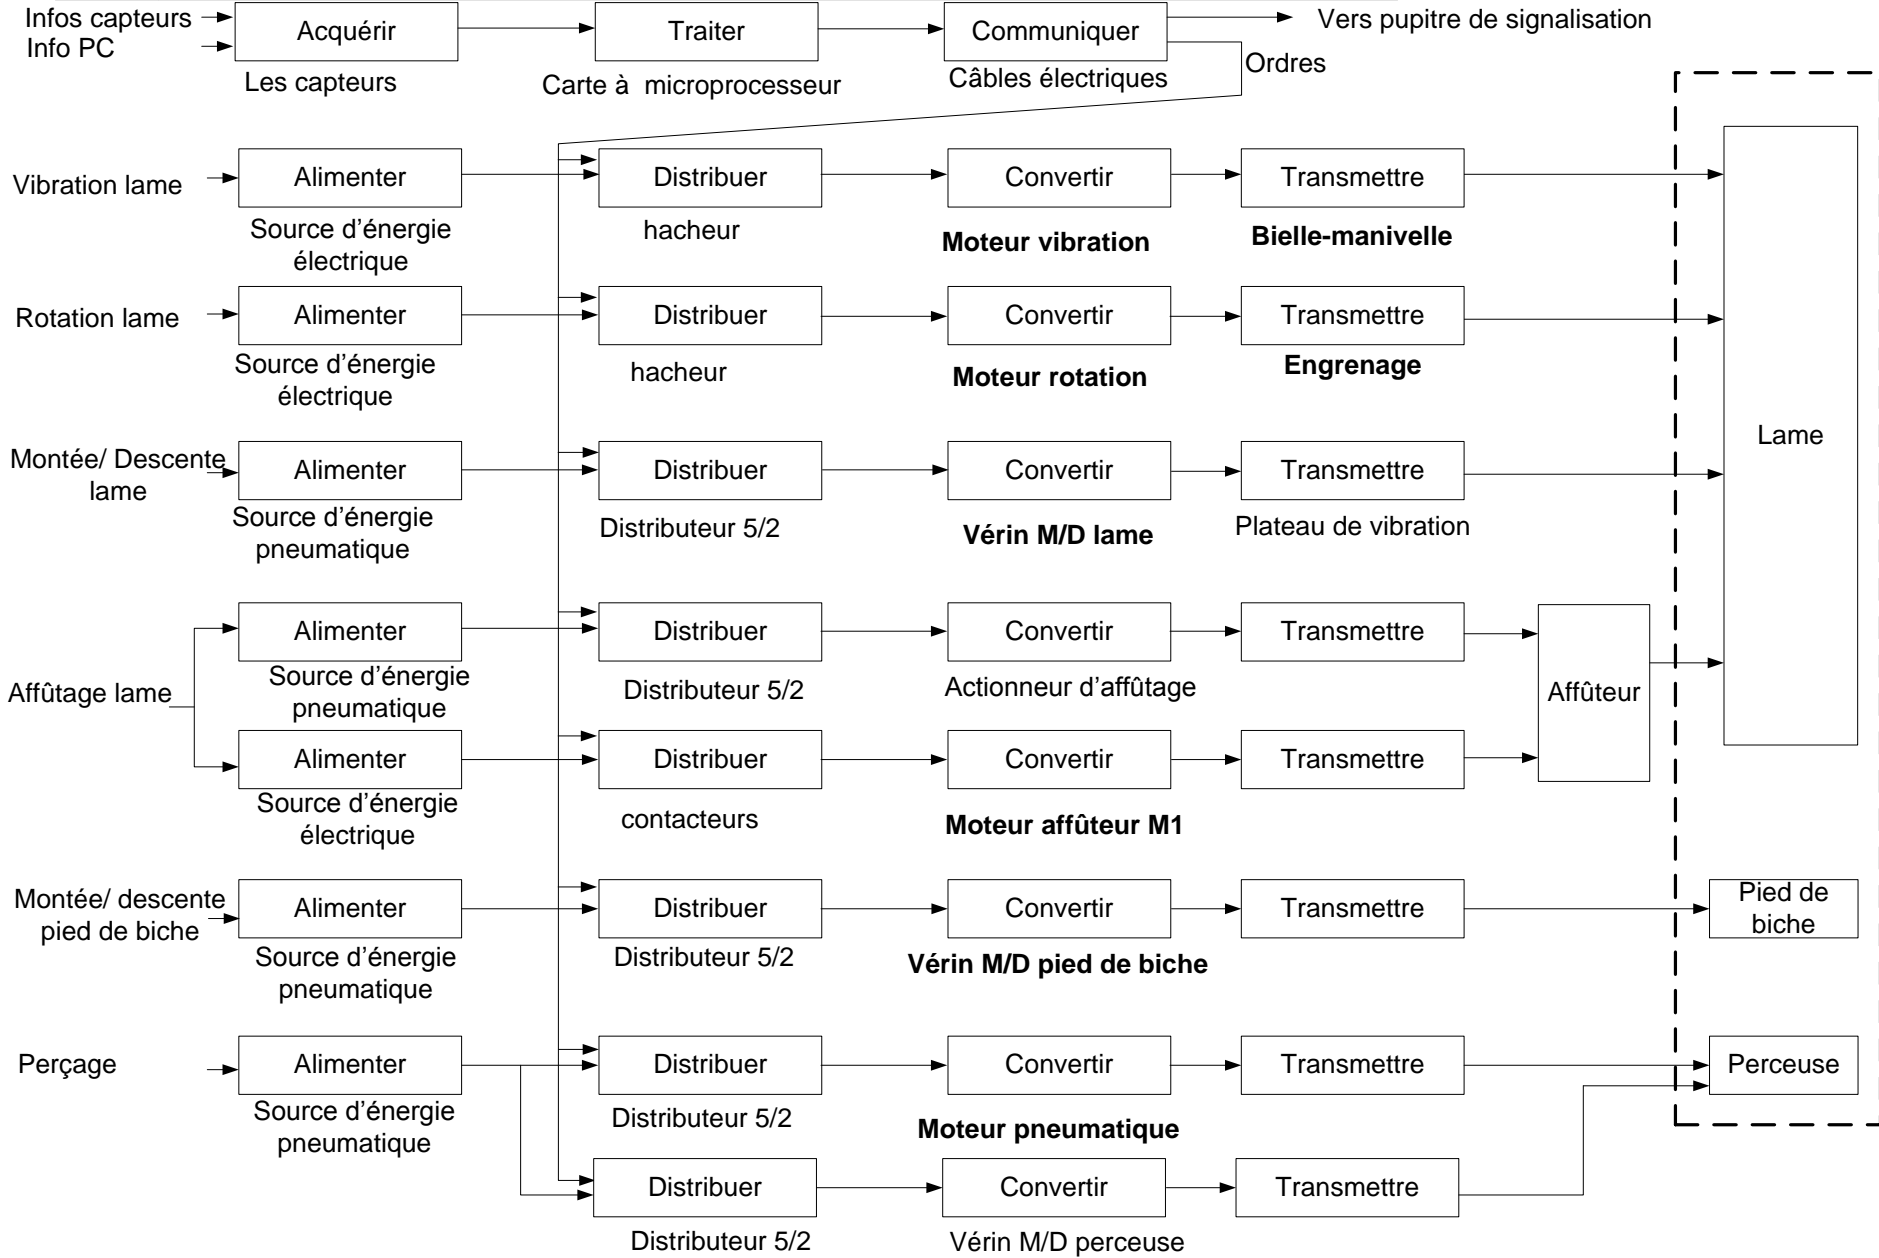 Infos capteurs
Info PC
Acquérir
Traiter
Communiquer
Vers pupitre de signalisation
Les capteurs
Carte à microprocesseur
Câbles électriques
Ordres
Vibration lame
Alimenter
Distribuer
Convertir
Transmettre
Source d'énergie
électrique
hacheur
Moteur vibration
Bielle-manivelle
Rotation lame
Alimenter
Distribuer
Convertir
Transmettre
Source d'énergie
électrique
hacheur
Moteur rotation
Engrenage
Lame
Montée/ Descente
lame
Alimenter
Distribuer
Convertir
Transmettre
Source d'énergie
pneumatique
Distributeur 5/2
Vérin M/D lame
Plateau de vibration
Affûtage lame
Alimenter
Distribuer
Convertir
Transmettre
Source d'énergie
pneumatique
Distributeur 5/2
Actionneur d'affûtage
Affûteur
Alimenter
Distribuer
Convertir
Transmettre
Source d'énergie
électrique
contacteurs
Moteur affûteur M1
Montée/ descente
pied de biche
Alimenter
Distribuer
Convertir
Transmettre
Pied de
biche
Source d'énergie
pneumatique
Distributeur 5/2
Vérin M/D pied de biche
Perçage
Alimenter
Distribuer
Convertir
Transmettre
Perceuse
Source d'énergie
pneumatique
Distributeur 5/2
Moteur pneumatique
Distribuer
Convertir
Transmettre
Distributeur 5/2
Vérin M/D perceuse